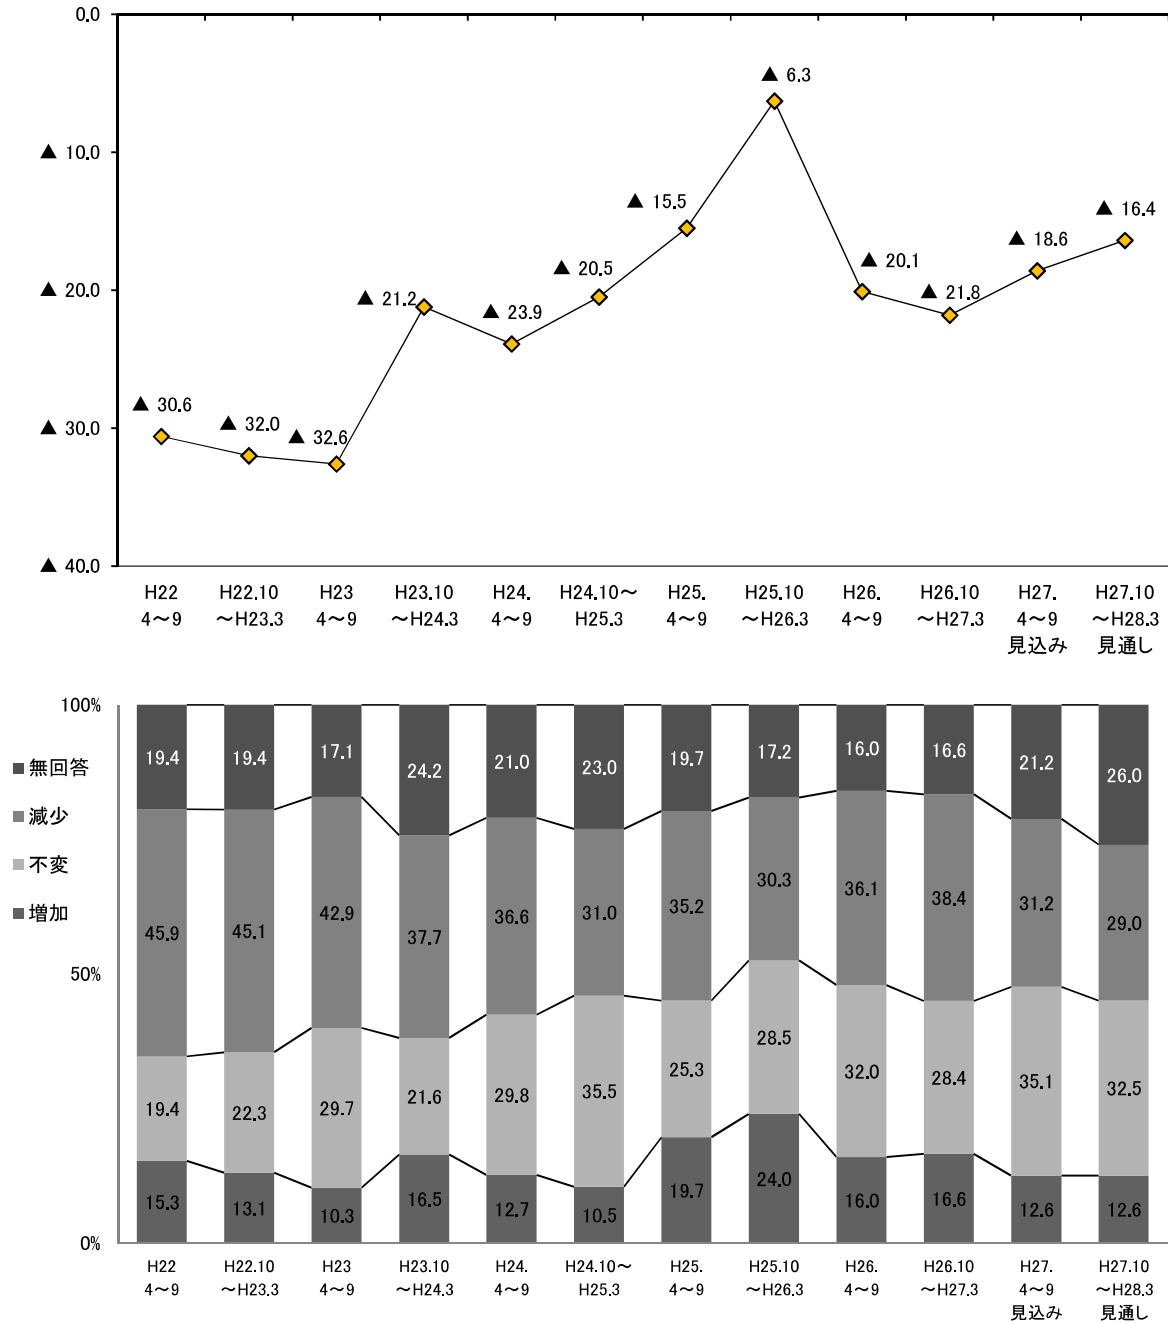 0.0
▲ 10.0
▲ 20.0
▲ 30.0
▲ 40.0
▲ 30.6
▲ 32.0
▲ 32.6
▲ 21.2
▲ 23.9
▲ 20.5
▲ 15.5
▲ 6.3
▲ 20.1
▲ 21.8
▲ 18.6
▲ 16.4
H22 H22.10 H23 H23.10 H24. H24.10～ H25. H25.10 H26. H26.10 H27. H27.10
4～9 ～H23.3 4～9 ～H24.3 4～9 H25.3 4～9 ～H26.3 4～9 ～H27.3 4～9 ～H28.3
見込み 見通し
100%
50%
0%
■無回答
■減少
■不変
■増加
19.4 19.4 17.1 24.2 21.0 23.0 19.7 17.2 16.0 16.6 21.2 26.0
45.9 45.1 42.9 37.7 36.6 31.0 35.2 30.3 36.1 38.4 31.2 29.0
19.4 22.3 29.7 21.6 29.8 35.5 25.3 28.5 32.0 28.4 35.1 32.5
15.3 13.1 10.3 16.5 12.7 10.5 19.7 24.0 16.0 16.6 12.6 12.6
H22 H22.10 H23 H23.10 H24. H24.10～ H25. H25.10 H26. H26.10 H27. H27.10
4～9 ～H23.3 4～9 ～H24.3 4～9 H25.3 4～9 ～H26.3 4～9 ～H27.3 4～9 ～H28.3
見込み 見通し